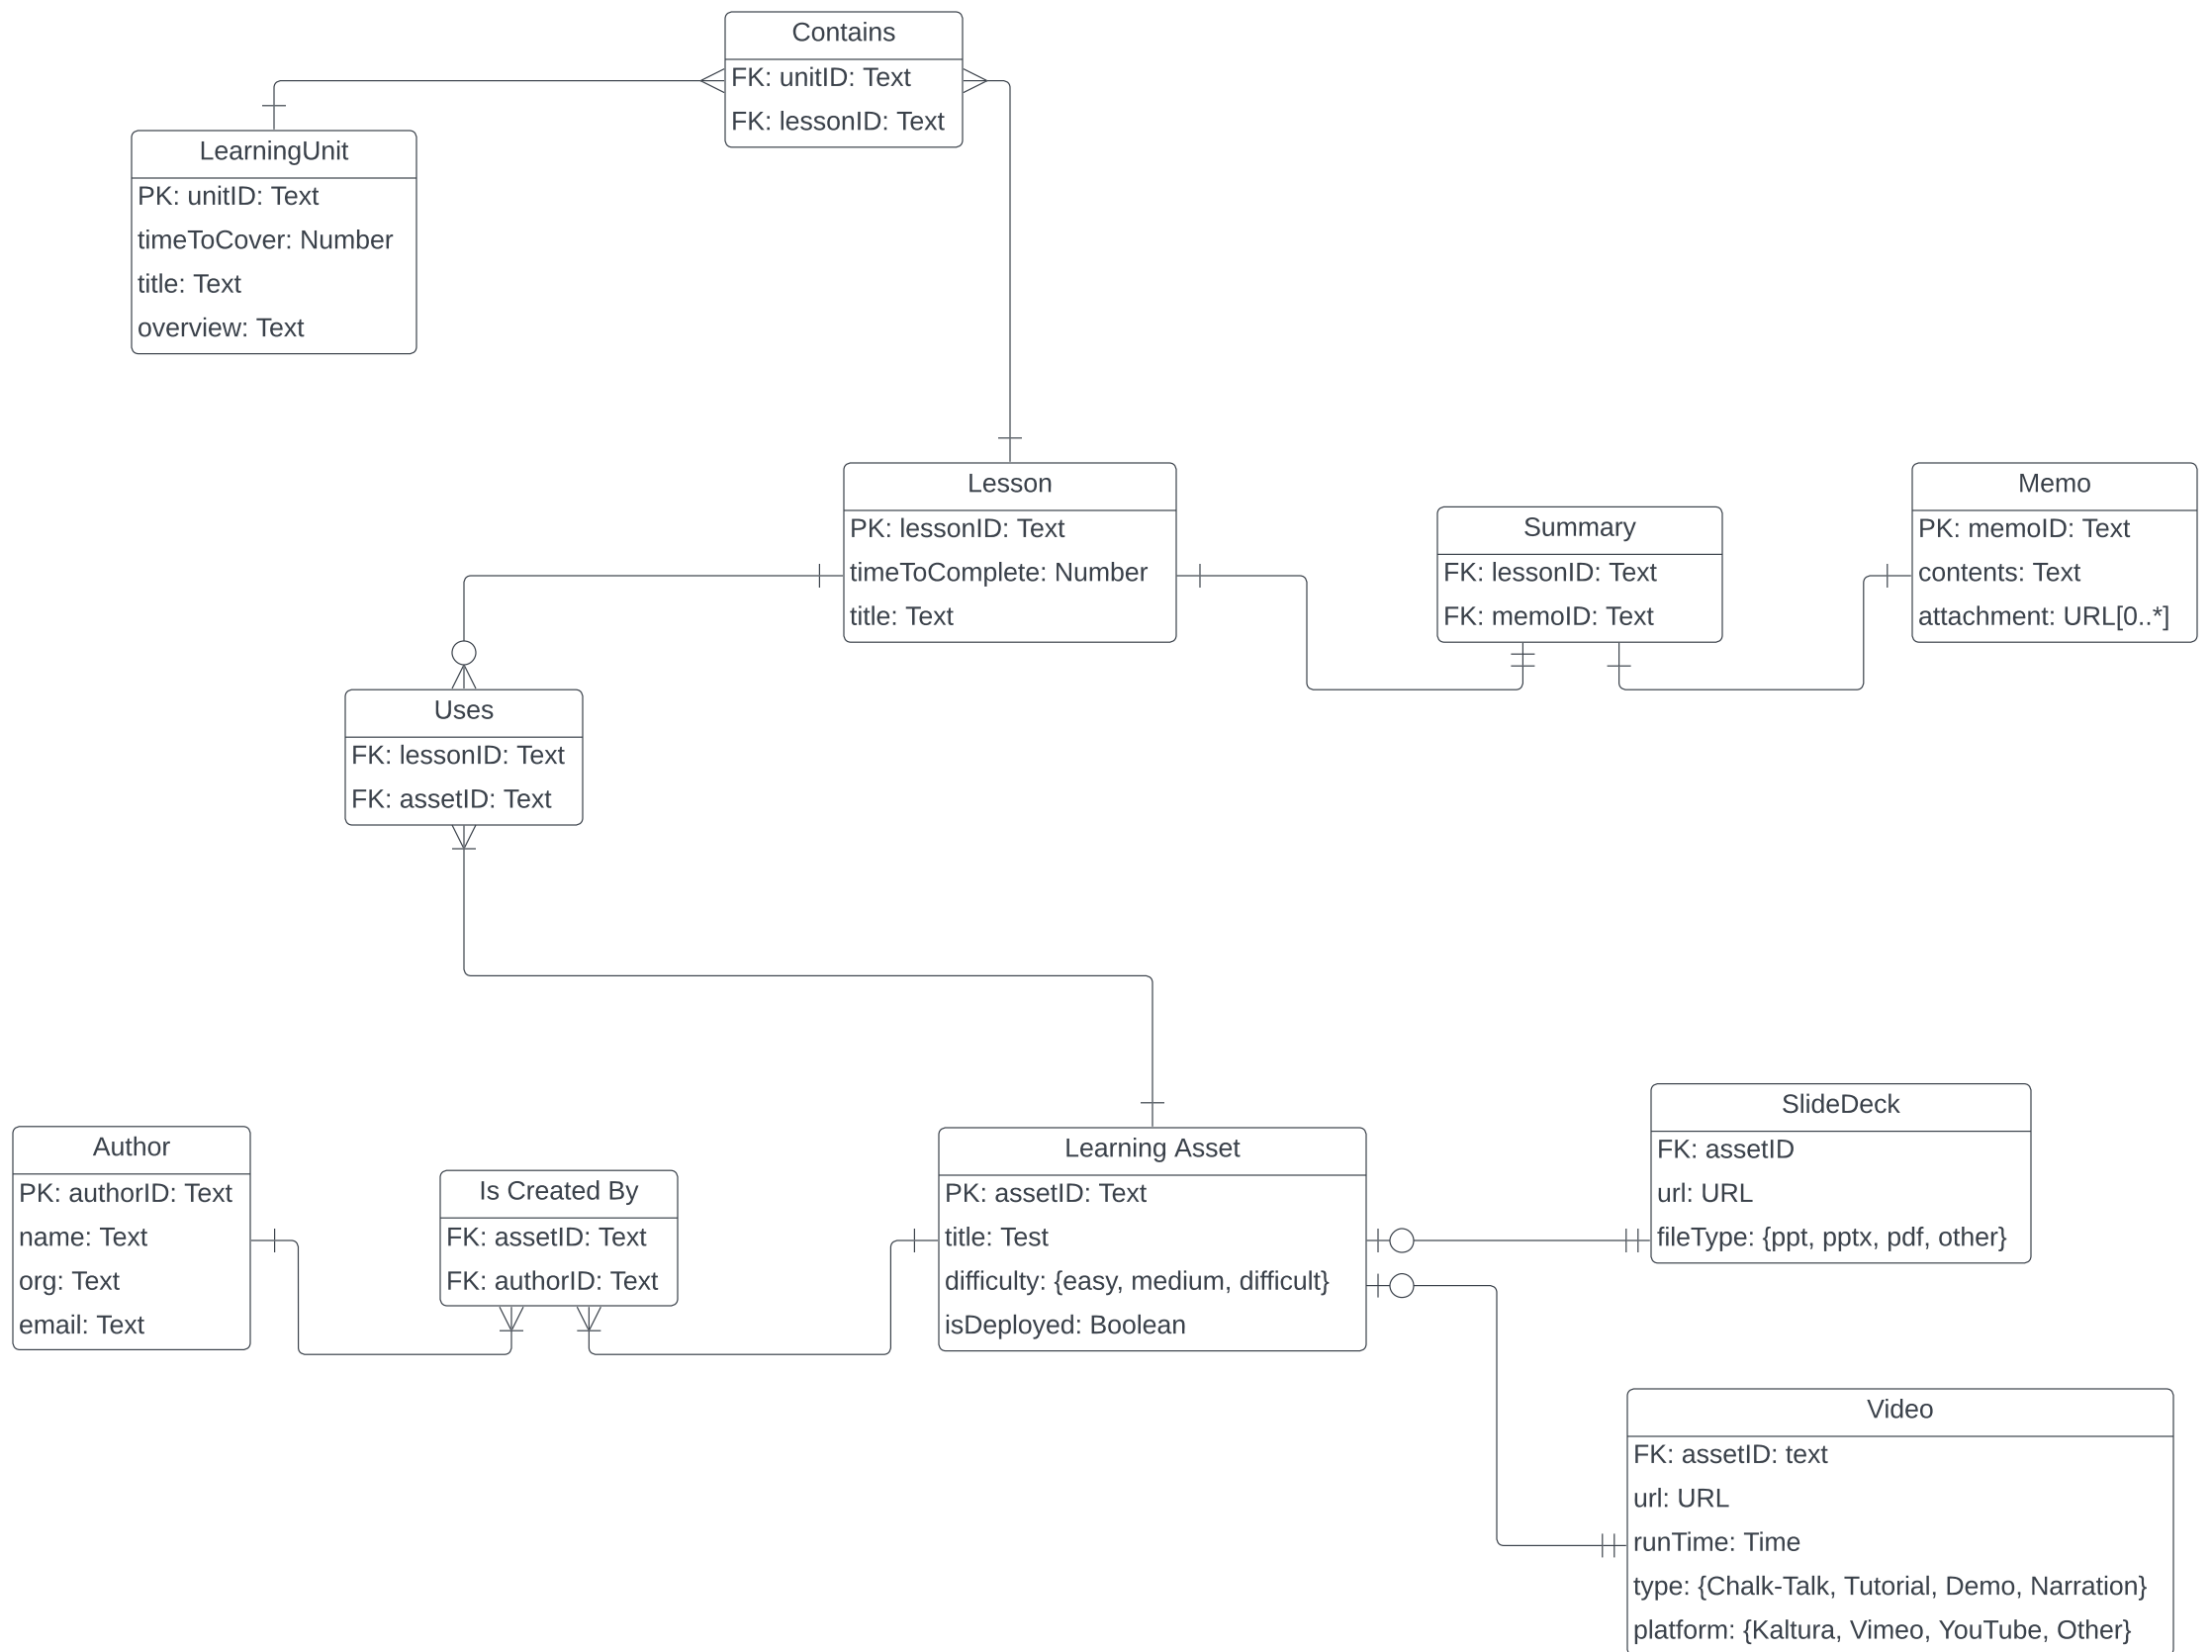 Contains
FK: unitID: Text
FK: lessonID: Text
LearningUnit
PK: unitID: Text
timeToCover: Number
title: Text
overview: Text
Lesson
PK: lessonID: Text
timeToComplete: Number
title: Text
Summary
FK: lessonID: Text
FK: memoID: Text
Memo
PK: memoID: Text
contents: Text
attachment: URL[0..*]
Uses
FK: lessonID: Text
FK: assetID: Text
Author
PK: authorID: Text
name: Text
org: Text
email: Text
Is Created By
FK: assetID: Text
FK: authorID: Text
Learning Asset
PK: assetID: Text
title: Test
difficulty: {easy, medium, difficult}
isDeployed: Boolean
SlideDeck
FK: assetID
url: URL
fileType: {ppt, pptx, pdf, other}
Video
FK: assetID: text
url: URL
runTime: Time
type: {Chalk-Talk, Tutorial, Demo, Narration}
platform: {Kaltura, Vimeo, YouTube, Other}